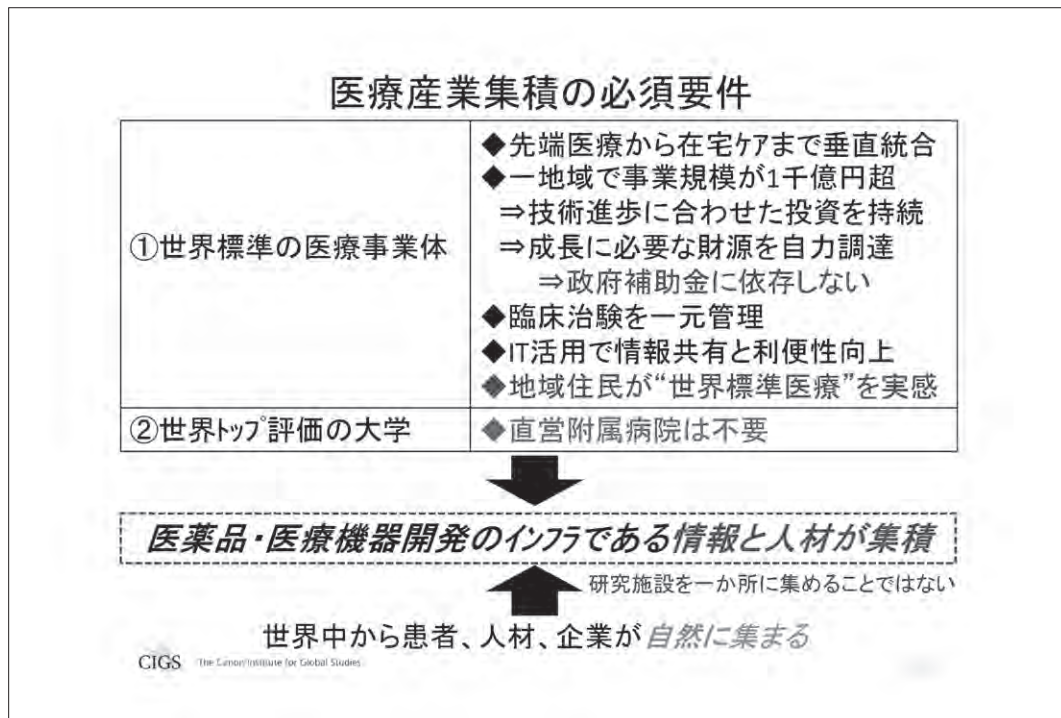 医療産業集積の必須要件
①世界標準の医療事業体
◆先端医療から在宅ケアまで垂直統合
◆一地域で事業規模が1千億円超
⇒技術進歩に合わせた投資を持続
⇒成長に必要な財源を自力調達
⇒政府補助金に依存しない
◆臨床治験を一元管理
◆IT活用で情報共有と利便性向上
◆地域住民が“世界標準医療”を実感
②世界トップ評価の大学
◆直営附属病院は不要
医薬品・医療機器開発のインフラである情報と人材が集積
研究施設を一か所に集めることではない
世界中から患者、人材、企業が自然に集まる
CIGS The Canon Institute for Global Studies